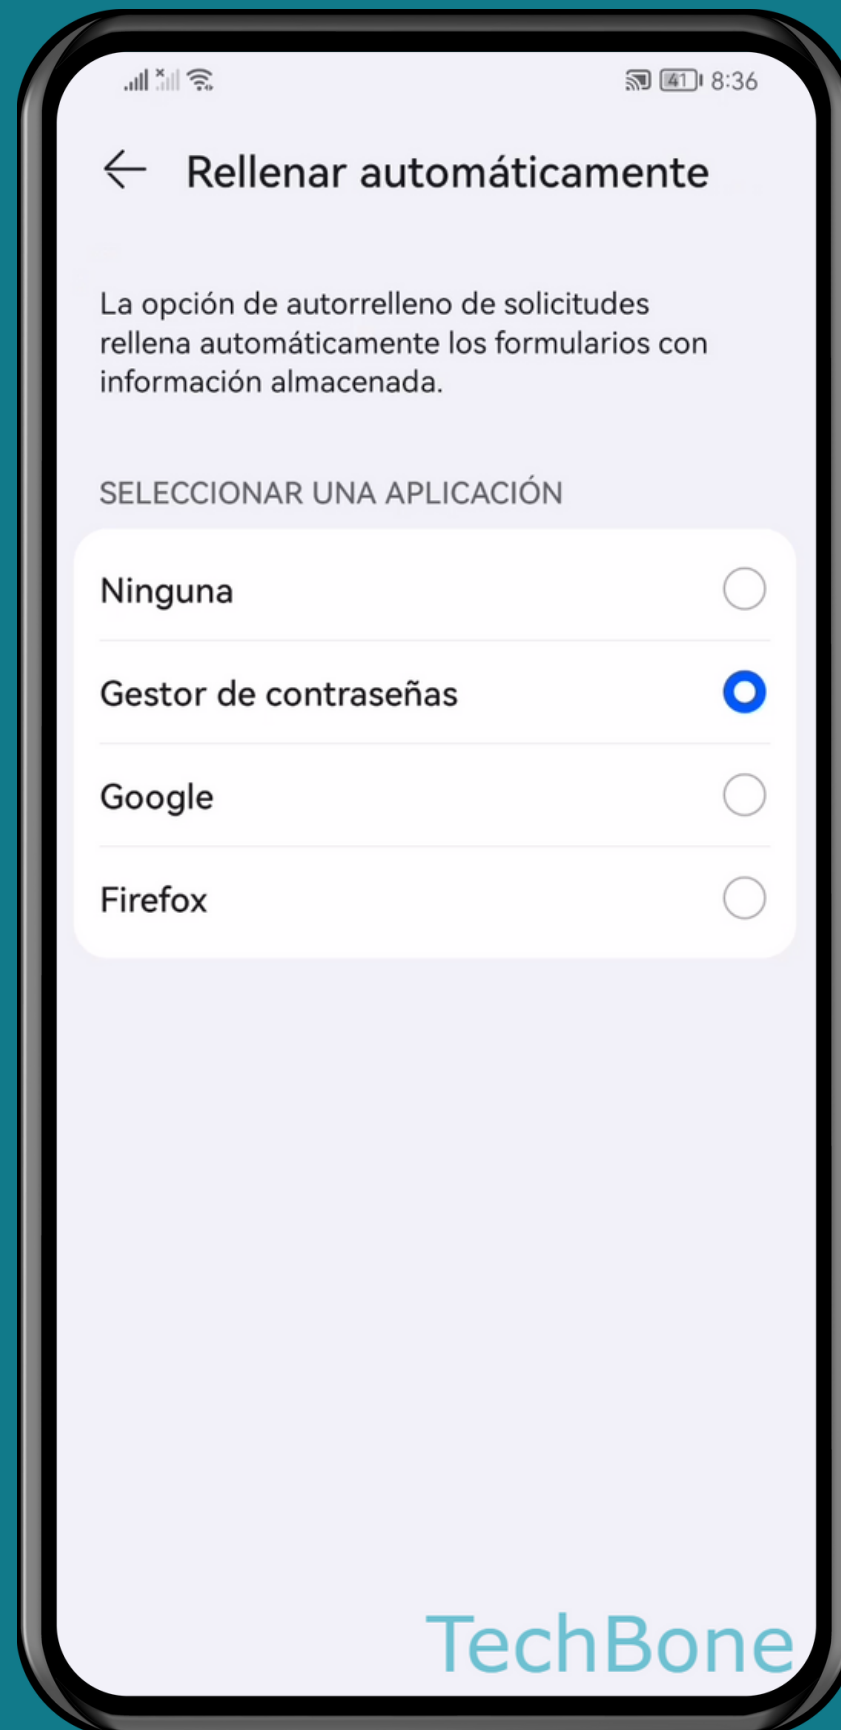 41 8:36
Rellenar automáticamente
La opción de autorrelleno de solicitudes
rellena automáticamente los formularios con
información almacenada.
SELECCIONAR UNA APLICACIÓN
Ninguna
Gestor de contraseñas
Google
Firefox
TechBone